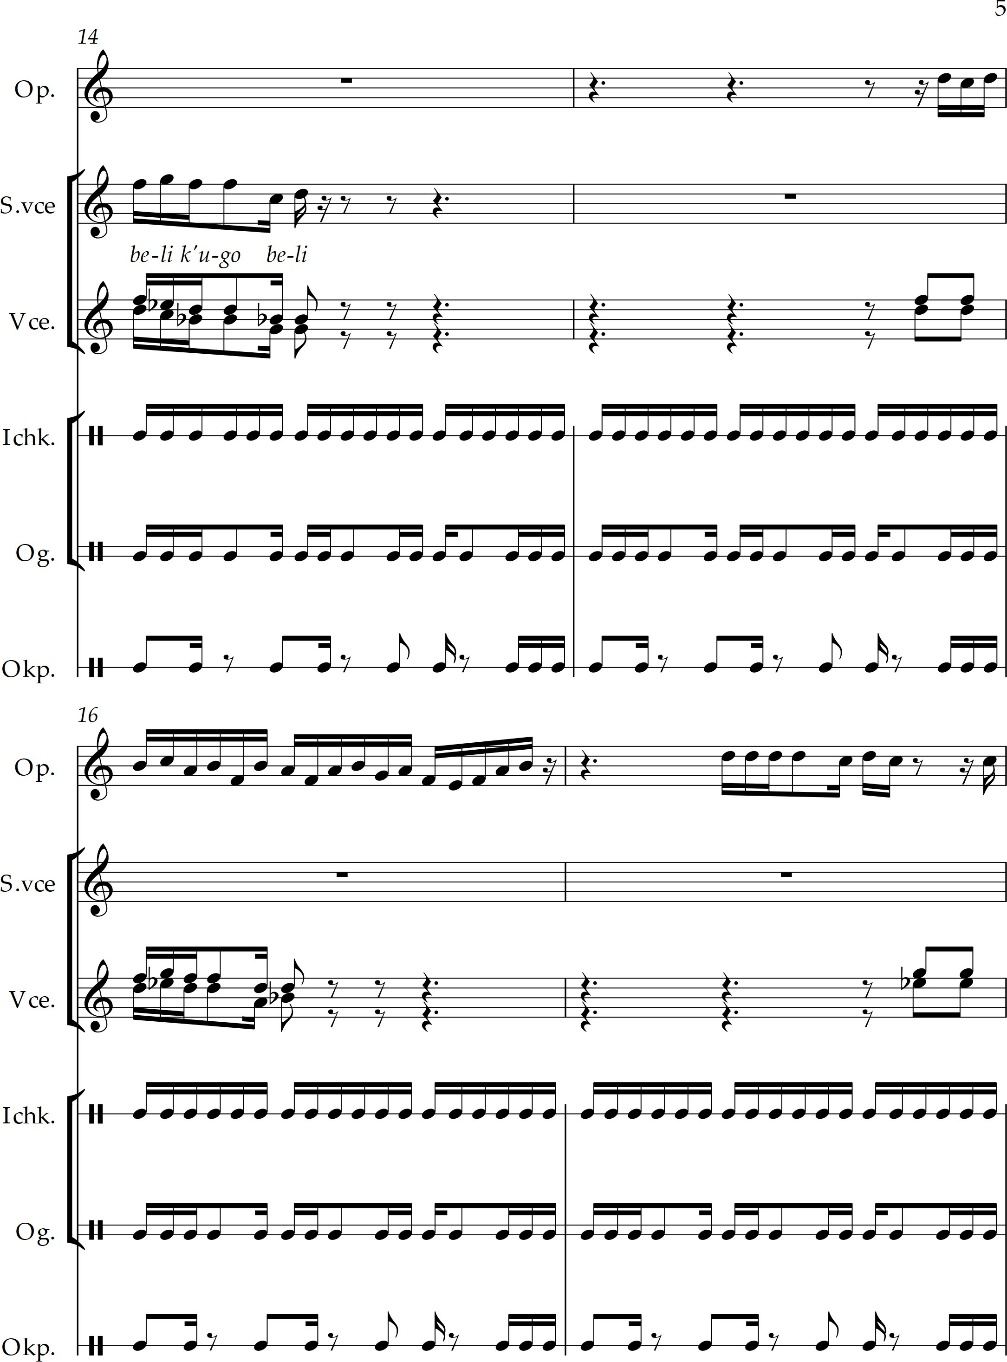 5
14
Op.
S.vce
be-li k'u-go be-li
Vce.
Ichk.
Og.
Okp.
16
Op.
S.vce
Vce.
Ichk.
Og.
Okp.